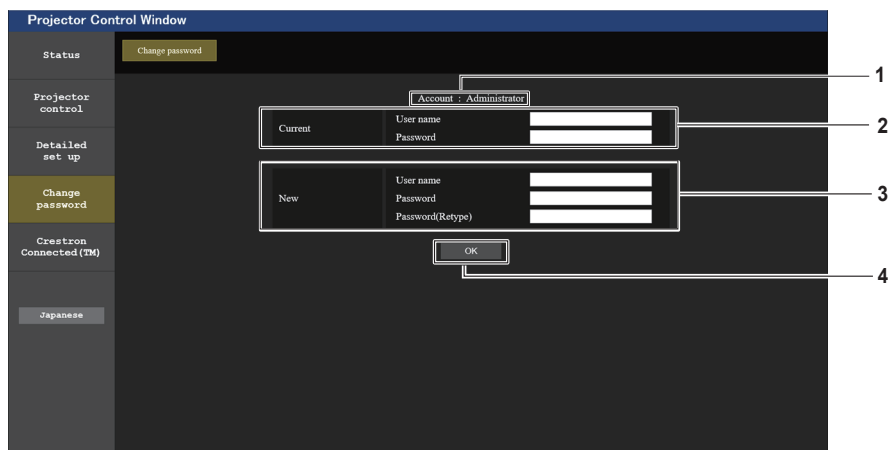 Projector Control Window
Status
Change password
1
Projector
control
Account : Administrator
2
Current
User name
Password
Detailed
set up
Change
password
3
New
User name
Password
Password(Retype)
Crestron
Connected(TM)
OK
4
Japanese